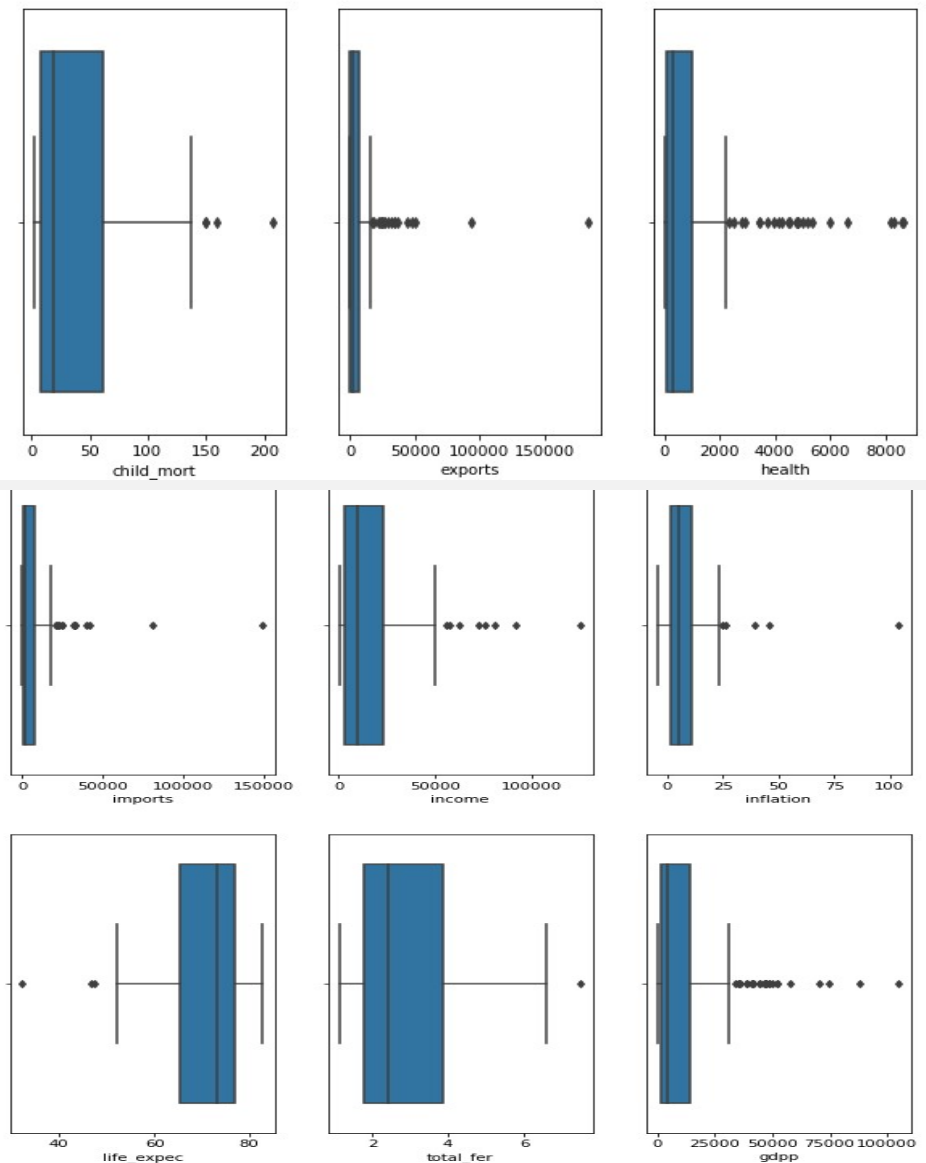 0 50 100 150 200
child_mort
0 50000 100000 150000
exports
0 2000 4000 6000 8000
health
0 50000 100000 150000
imports
0 50000 100000
income
0 25 50 75 100
inflation
40 60 80
life_expec
2 4 6
total_fer
0 25000 50000 75000 100000
gdpp